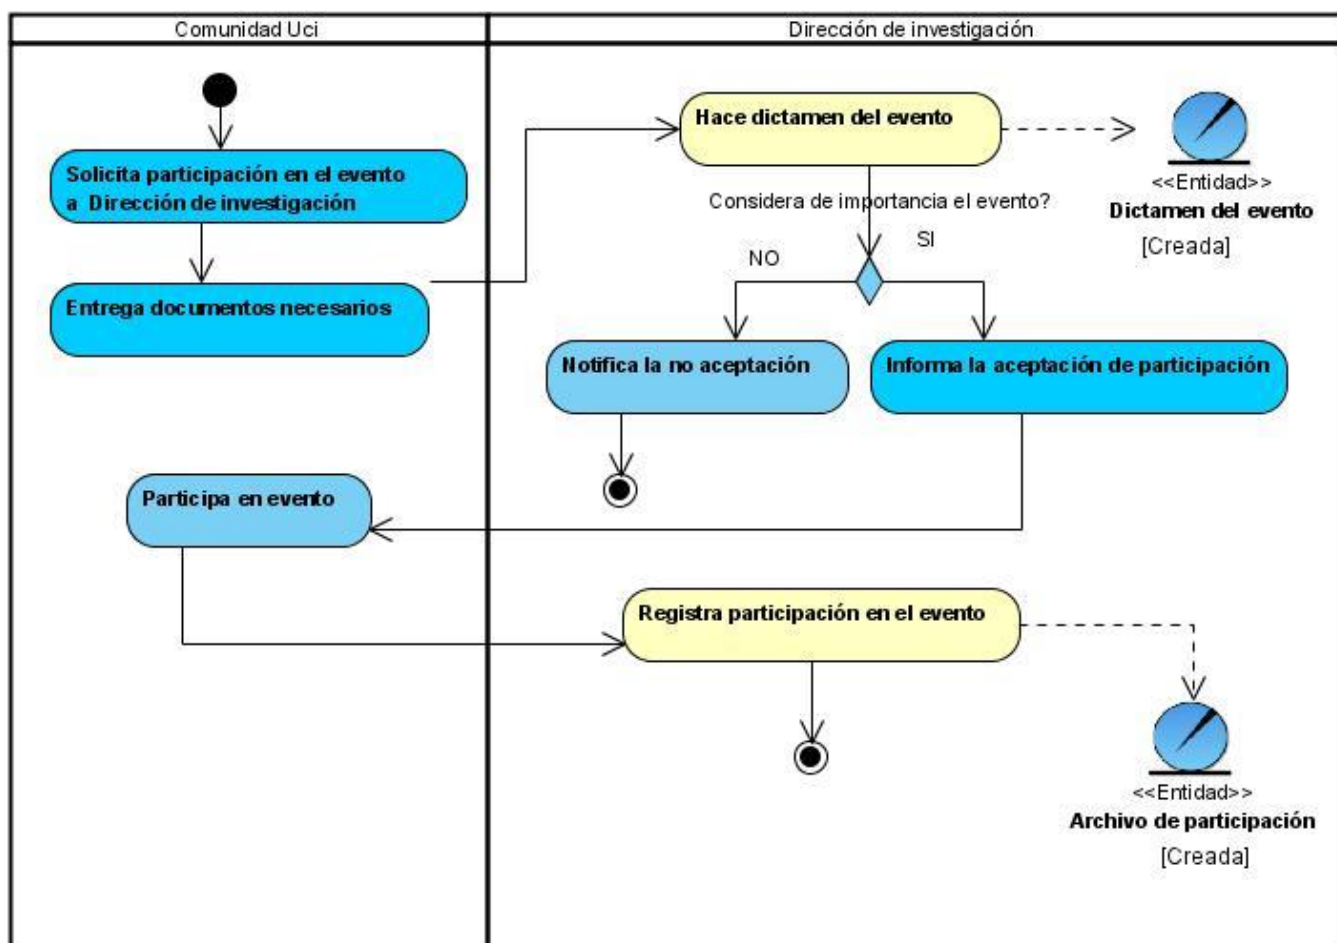 Comunidad Uci
Dirección de investigación
Solicita participación en el evento
a Dirección de investigación
Entrega documentos necesarios
Hace dictamen del evento
<<Entidad>>
Dictamen del evento
[Creada]
Considera de importancia el evento?
NO
SI
Notifica la no aceptación
Informa la aceptación de participación
Participa en evento
Registra participación en el evento
<<Entidad>>
Archivo de participación
[Creada]